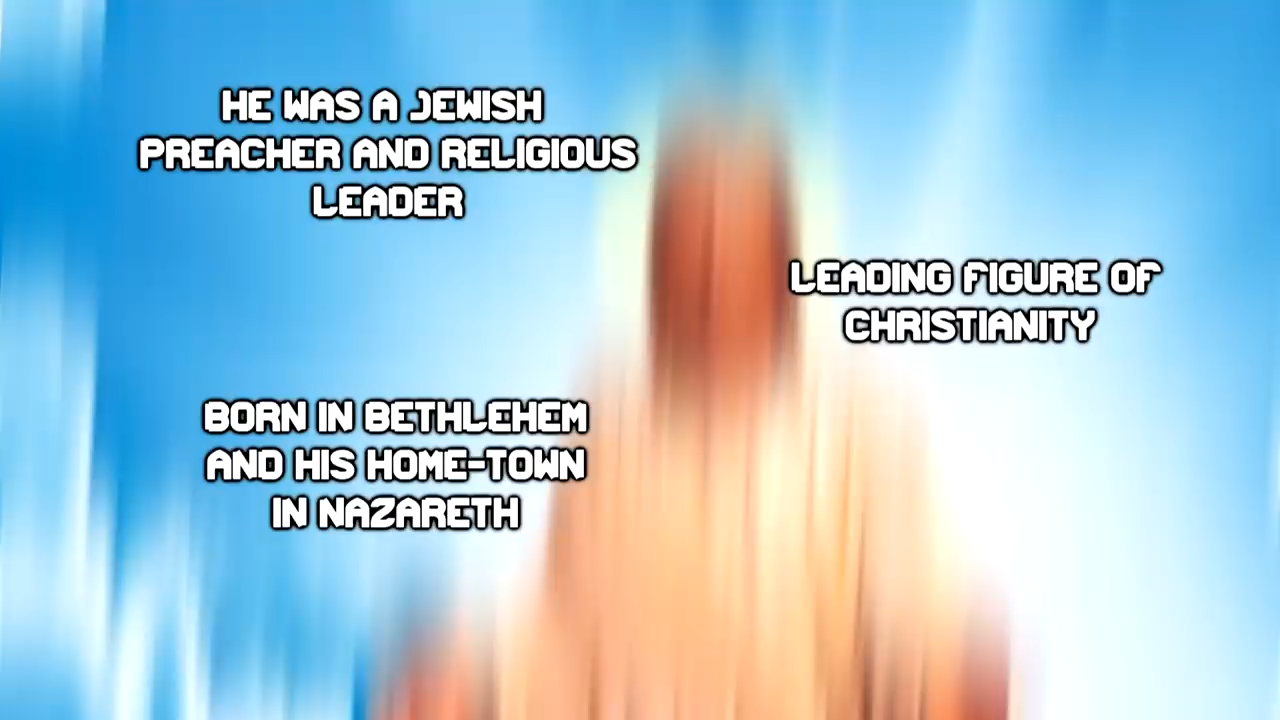 HE WAS A JEWISH
PREACHER AND RELIGIOUS
LEADER
LEADING FIGURE OF
CHRISTIANITY
BORN IN BETHLEHEM
AND HIS HOME-TOWN
IN NAZARETH